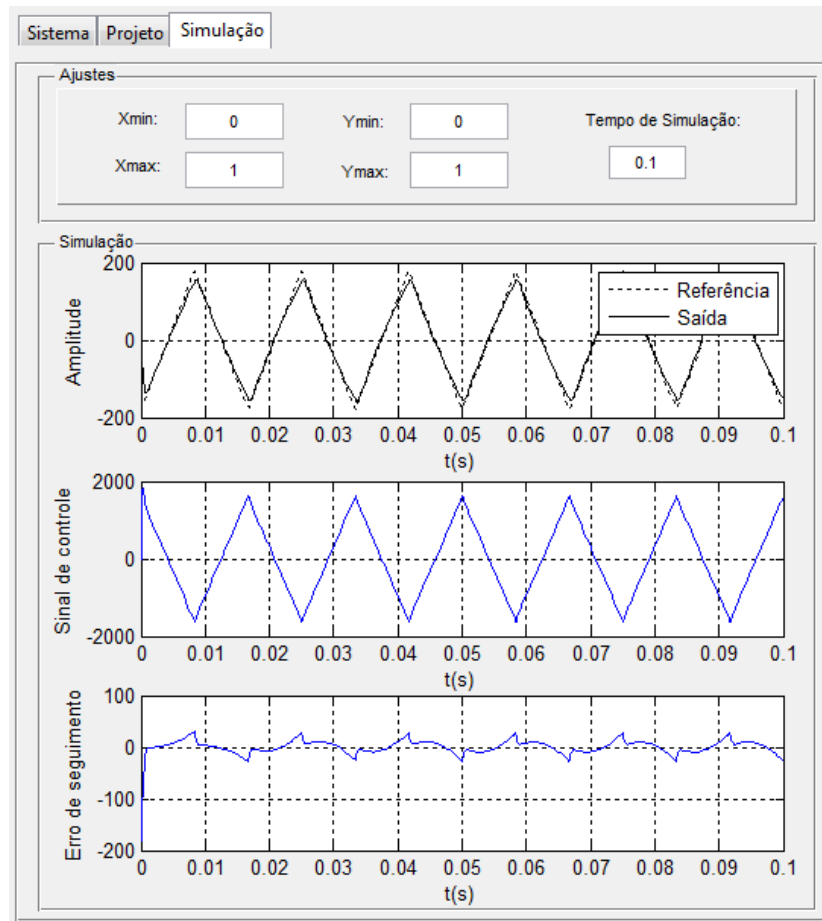 Sistema Projeto Simulação
Ajustes
Xmin: 0 Ymin: 0 Tempo de Simulação:
Xmax: 1 Ymax: 1 0.1
Simulação
200
0
-200
Amplitude
Referência
Saída
0 0.01 0.02 0.03 0.04 0.05 0.06 0.07 0.08 0.09 0.1
t(s)
2000
0
-2000
Sinal de controle
0 0.01 0.02 0.03 0.04 0.05 0.06 0.07 0.08 0.09 0.1
t(s)
100
0
-100
-200
Erro de seguimento
0 0.01 0.02 0.03 0.04 0.05 0.06 0.07 0.08 0.09 0.1
t(s)